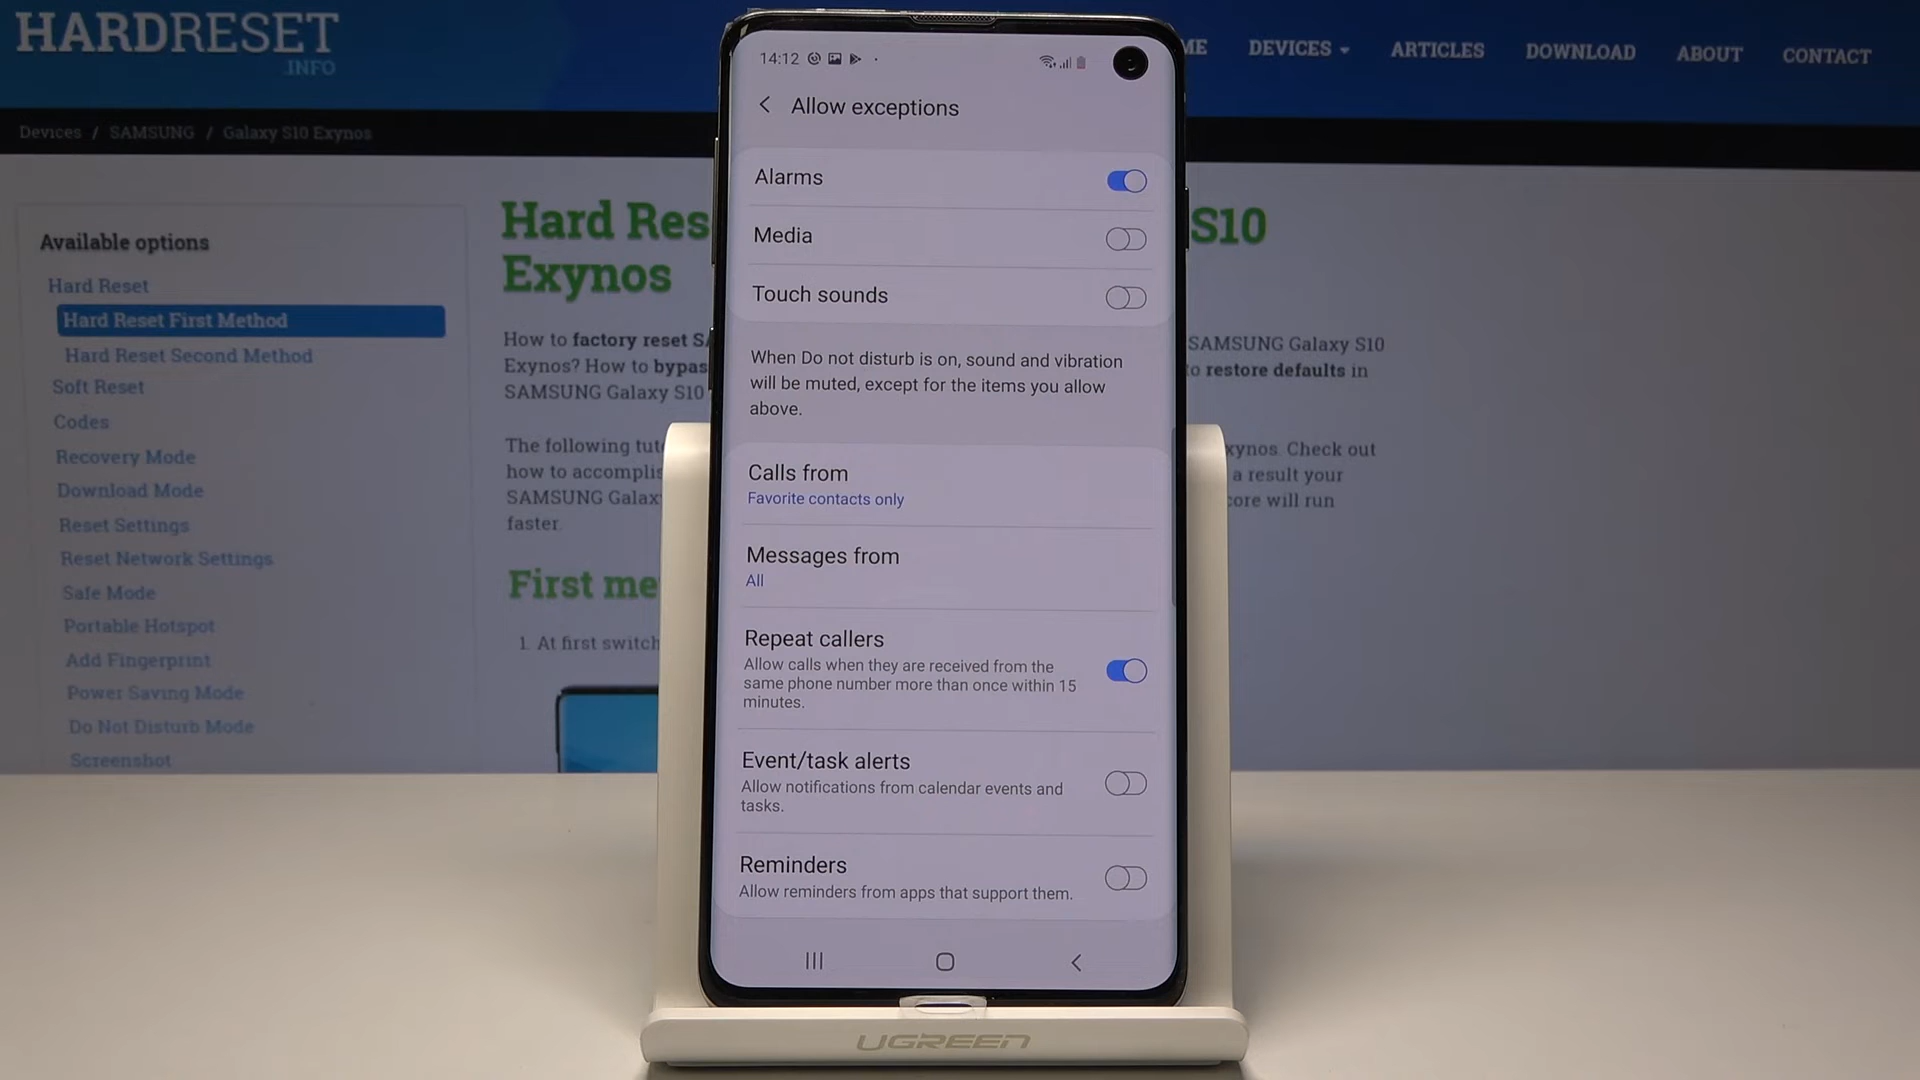 HARDRESET
.INFO
ME DEVICES ARTICLES DOWNLOAD ABOUT CONTACT
Devices / SAMSUNG / Galaxy S10 Exynos
Available options
Hard Reset
Hard Reset First Method
Hard Reset Second Method
Soft Reset
Codes
Recovery Mode
Download Mode
Reset Settings
Reset Network Settings
Safe Mode
Portable Hotspot
Add Fingerprint
Power Saving Mode
Do Not Disturb Mode
Screenshot
Hard Res S10
Exynos
How to factory reset SA SAMSUNG Galaxy S10
Exynos? How to bypas to restore defaults in
SAMSUNG Galaxy S10
The following tut xynos. Check out
how to accomplis a result your
SAMSUNG Galax core will run
faster.
First me
1. At first switch
14:12
Allow exceptions
Alarms
Media
Touch sounds
When Do not disturb is on, sound and vibration
will be muted, except for the items you allow
above.
Calls from
Favorite contacts only
Messages from
All
Repeat callers
Allow calls when they are received from the
same phone number more than once within 15
minutes.
Event/task alerts
Allow notifications from calendar events and
tasks.
Reminders
Allow reminders from apps that support them.
UGREEN